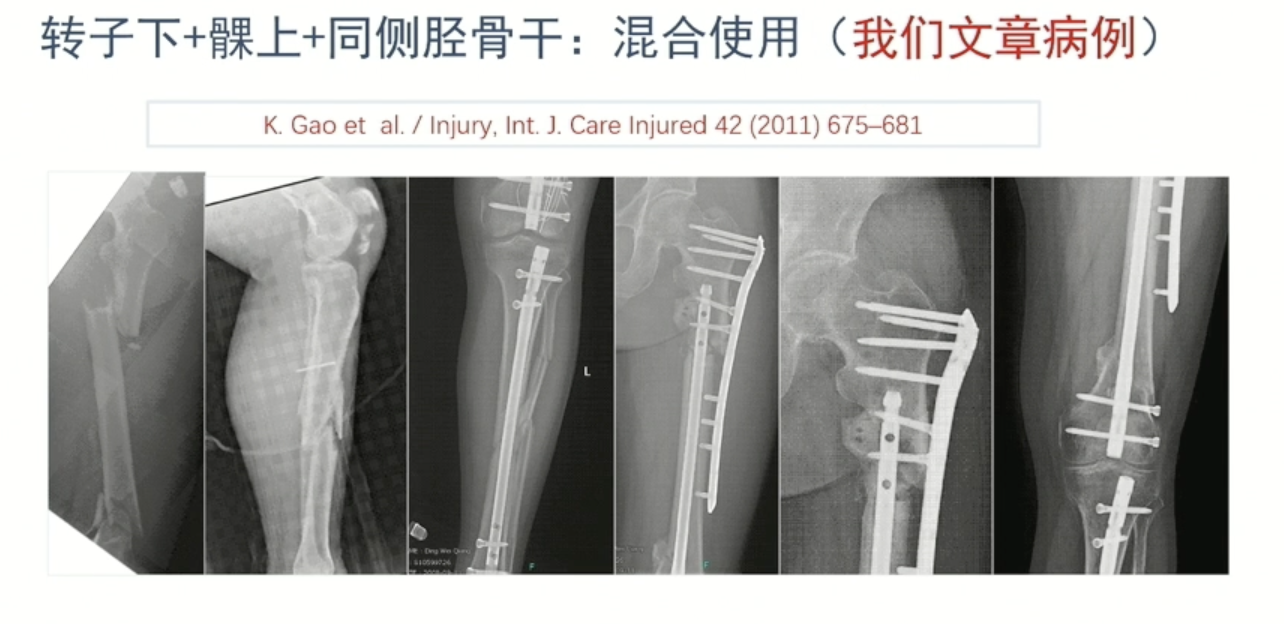 转子下+髁上+同侧胫骨干：混合使用（我们文章病例）
K. Gao et al. / Injury, Int. J. Care Injured 42 (2011) 675–681
L
F
F